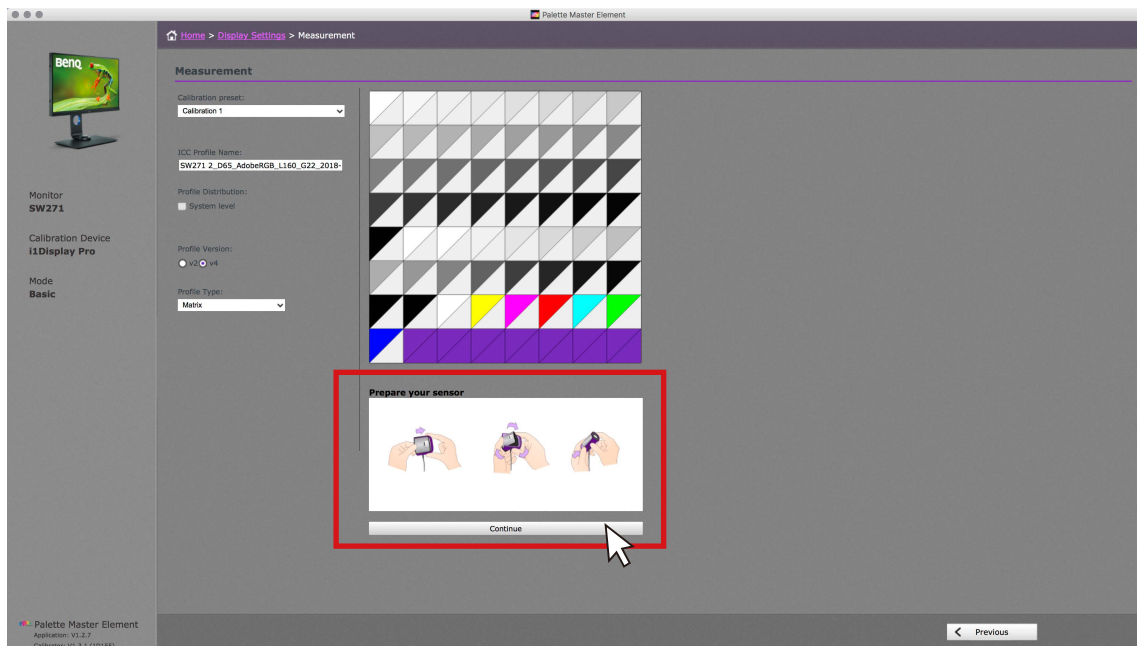 Palette Master Element
Home > Display Settings > Measurement
BenQ
Monitor
SW271
Calibration Device
i1Display Pro
Mode
Basic
Measurement
Calibration preset:
Calibration 1
ICC Profile Name:
SW271 2_D65_AdobeRGB_L160_G22_2018-
Profile Distribution:
System level
Profile Version:
v2 v4
Profile Type:
Matrix
Prepare your sensor
Continue
Palette Master Element
Application: V1.2.7
Previous